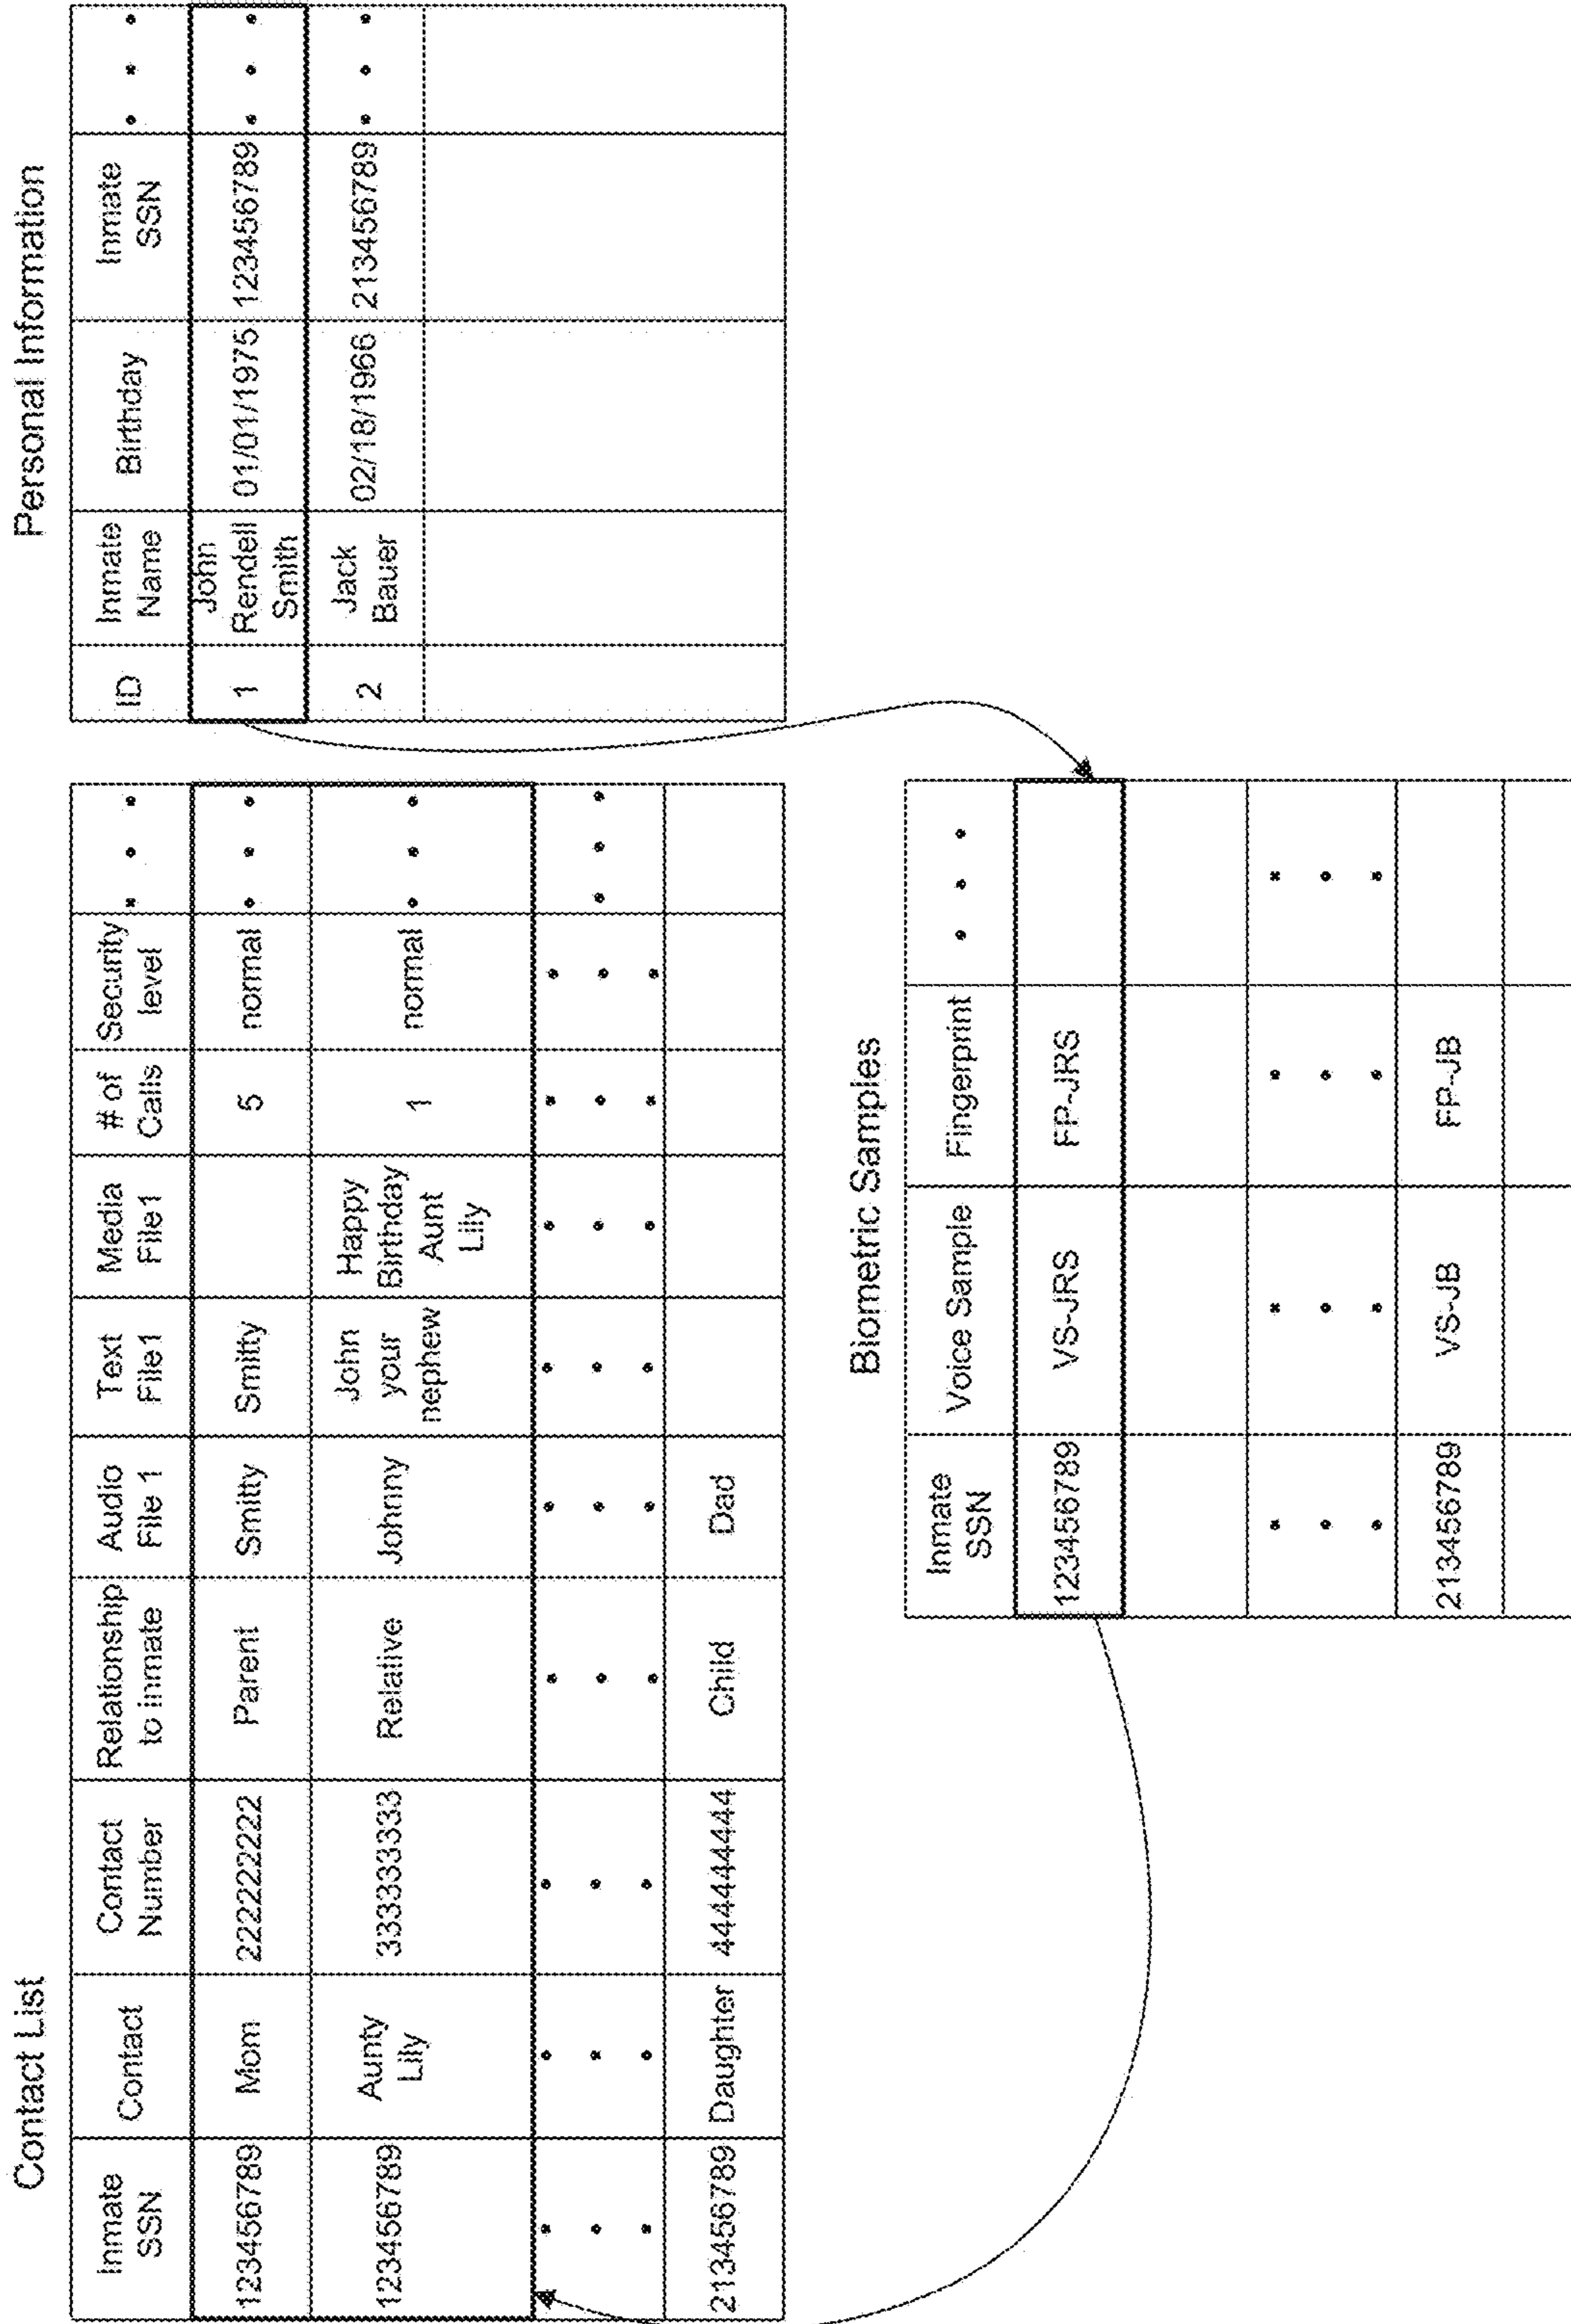 Contact List
Inmate
SSN
Contact
Contact
Number
Relationship
to inmate
Audio
File 1
Text
File1
Media
File1
# of
Calls
Security
level
123456789
Mom
222222222
Parent
Smitty
Smitty
5
normal
123456789
Aunty
Lily
333333333
Relative
Johnny
John
your
nephew
Happy
Birthday
Aunt
Lily
1
normal
213456789
Daughter
444444444
Child
Dad
Personal Information
ID
Inmate
Name
Birthday
Inmate
SSN
1
John
Rendell
Smith
01/01/1975
123456789
2
Jack
Bauer
02/18/1966
213456789
Biometric Samples
Inmate
SSN
Voice Sample
Fingerprint
123456789
VS-JRS
FP-JRS
213456789
VS-JB
FP-JB